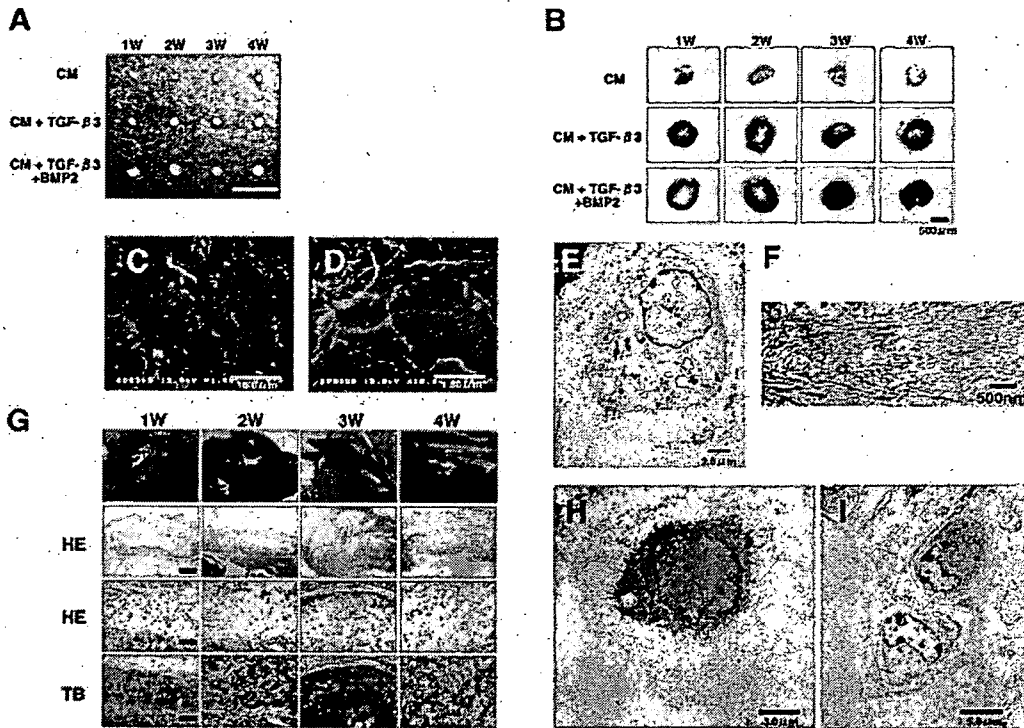 A
1W 2W 3W 4W
CM
CM + TGF-β3
CM + TGF-β3
+BMP2
B
1W 2W 3W 4W
CM
CM + TGF-β3
CM + TGF-β3
+BMP2
500μm
C
D
E
F
500nm
G
1W 2W 3W 4W
HE
HE
TB
H
I